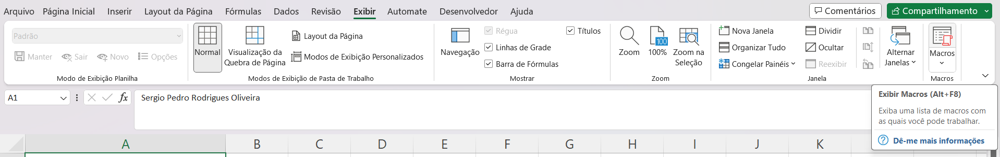 Arquivo Página Inicial Inserir Layout da Página Fórmulas Dados Revisão Exibir Automate Desenvolvedor Ajuda Comentários Compartilhamento
Padrão
Manter Sair Novo Opções
Modo de Exibição Planilha
Normal
Visualização da
Quebra de Página
Layout da Página
Modos de Exibição Personalizados
Modos de Exibição de Pasta de Trabalho
Navegação
Régua
Títulos
Linhas de Grade
Barra de Fórmulas
Mostrar
Zoom
100
100%
Zoom na
Seleção
Zoom
Nova Janela
Organizar Tudo
Congelar Painéis
Dividir
Ocultar
Reexibir
Alternar
Janelas
Janela
Macros
Macros
A1
fx
Sergio Pedro Rodrigues Oliveira
Exibir Macros (Alt+F8)
Exiba uma lista de macros com
as quais você pode trabalhar.
? Dê-me mais informações
A B C D E F G H I J K